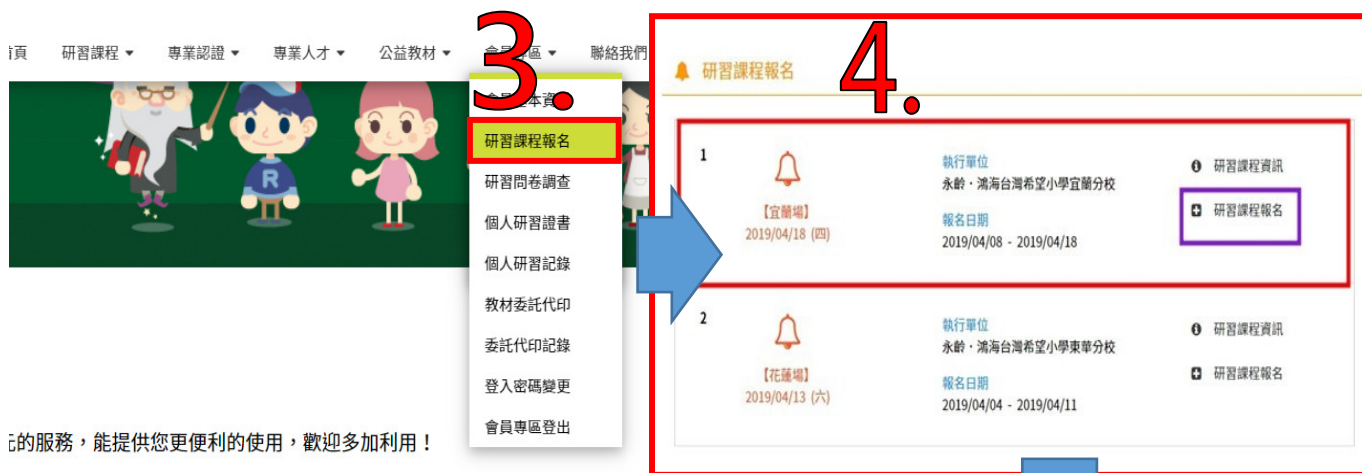 頁 研習課程 專業認證 專業人才 公益教材 會員專區 聯絡我們
3.
會員基本資
研習課程報名
研習問卷調查
個人研習證書
個人研習記錄
教材委託代印
委託代印記錄
登入密碼變更
會員專區登出
R
元的服務，能提供您更便利的使用，歡迎多加利用！
4.
研習課程報名
1
【宜蘭場】
2019/04/18 (四)
執行單位
永齡・鴻海台灣希望小學宜蘭分校
報名日期
2019/04/08 - 2019/04/18
研習課程資訊
研習課程報名
2
【花蓮場】
2019/04/13 (六)
執行單位
永齡・鴻海台灣希望小學東華分校
報名日期
2019/04/04 - 2019/04/11
研習課程資訊
研習課程報名